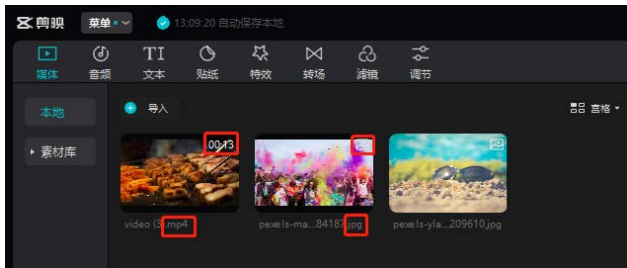 剪映 菜单 13:09:20 自动保存本地
媒体 音频 文本 贴纸 特效 转场 滤镜 调节
TI
本地 导入 宫格
素材库
00:13
video (3).mp4 pexels-ma...84187.jpg pexels-yla...209610.jpg